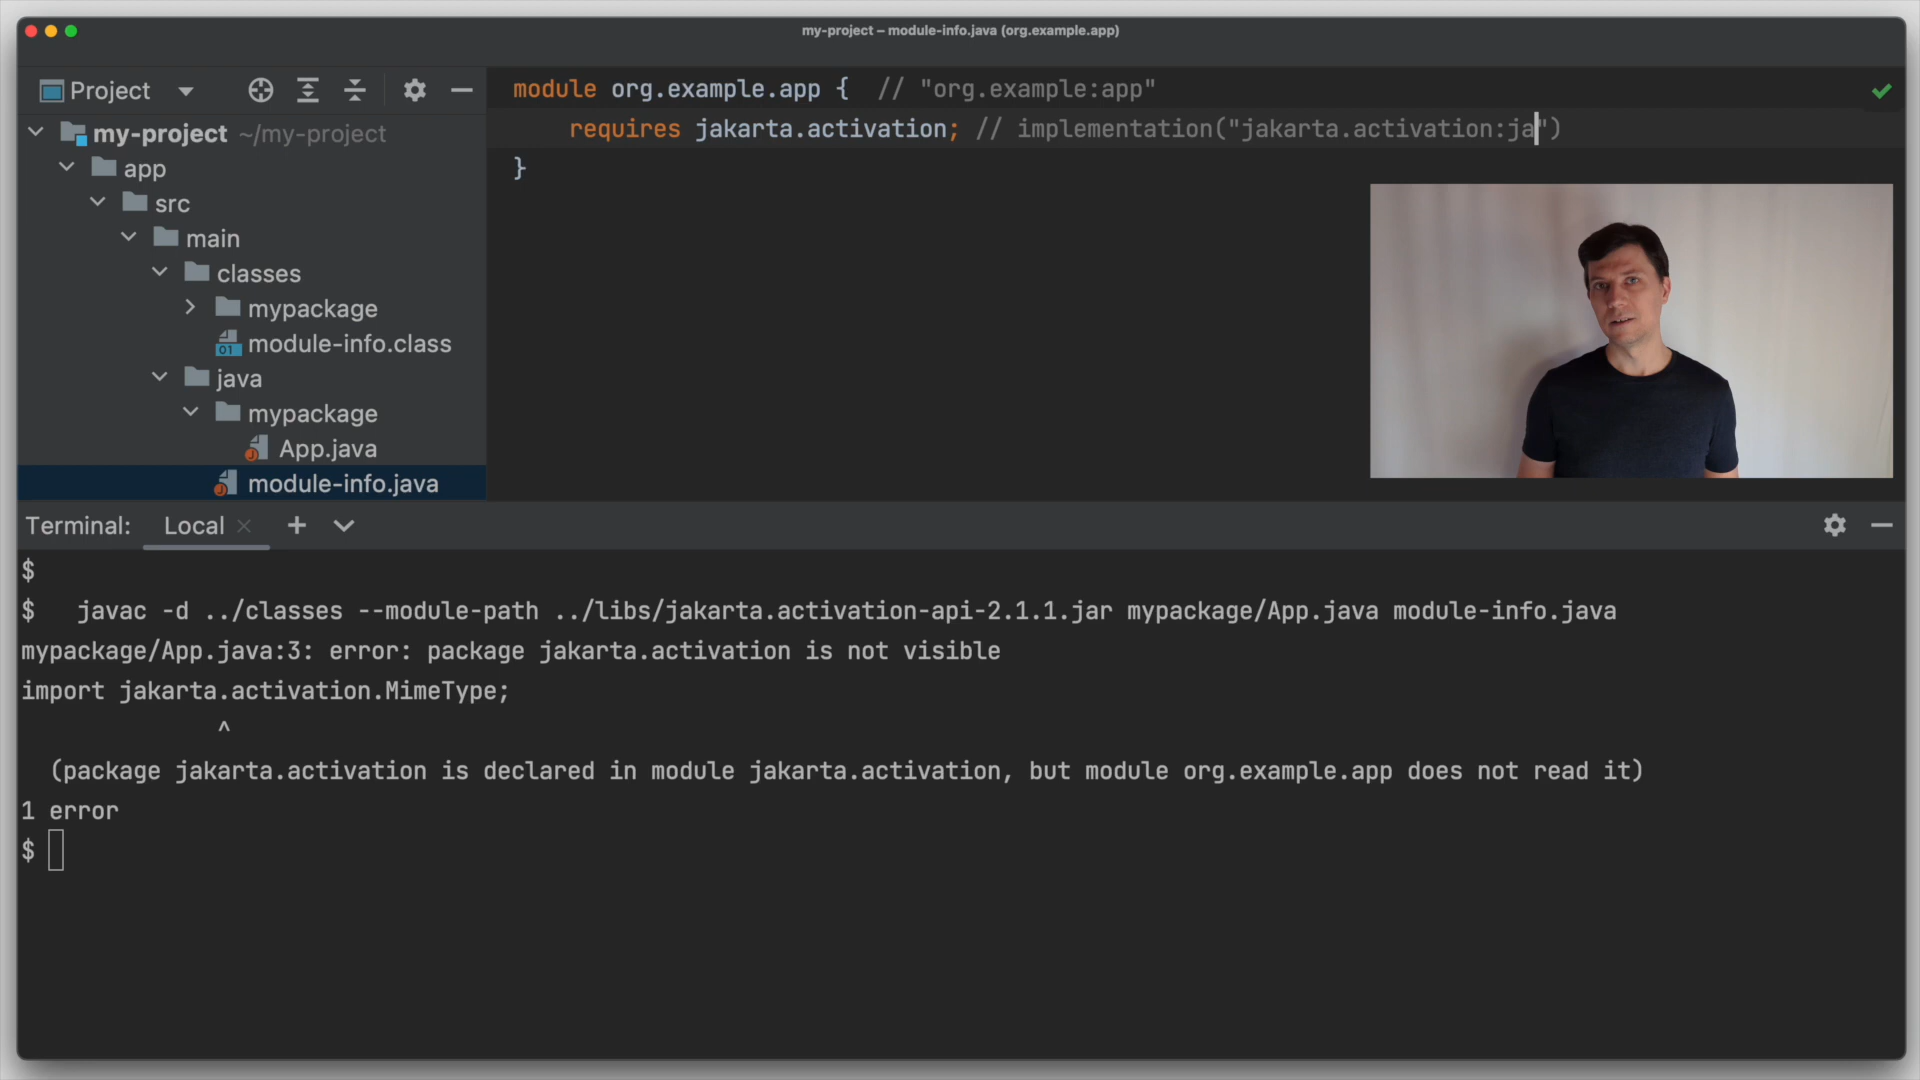 my-project – module-info.java (org.example.app)
Project
my-project ~/my-project
app
src
main
classes
mypackage
module-info.class
java
mypackage
App.java
module-info.java
module org.example.app {  // "org.example:app"
    requires jakarta.activation; // implementation("jakarta.activation:ja")
}
Terminal: Local
$
$   javac -d ../classes --module-path ../libs/jakarta.activation-api-2.1.1.jar mypackage/App.java module-info.java
mypackage/App.java:3: error: package jakarta.activation is not visible
import jakarta.activation.MimeType;
^
  (package jakarta.activation is declared in module jakarta.activation, but module org.example.app does not read it)
1 error
$